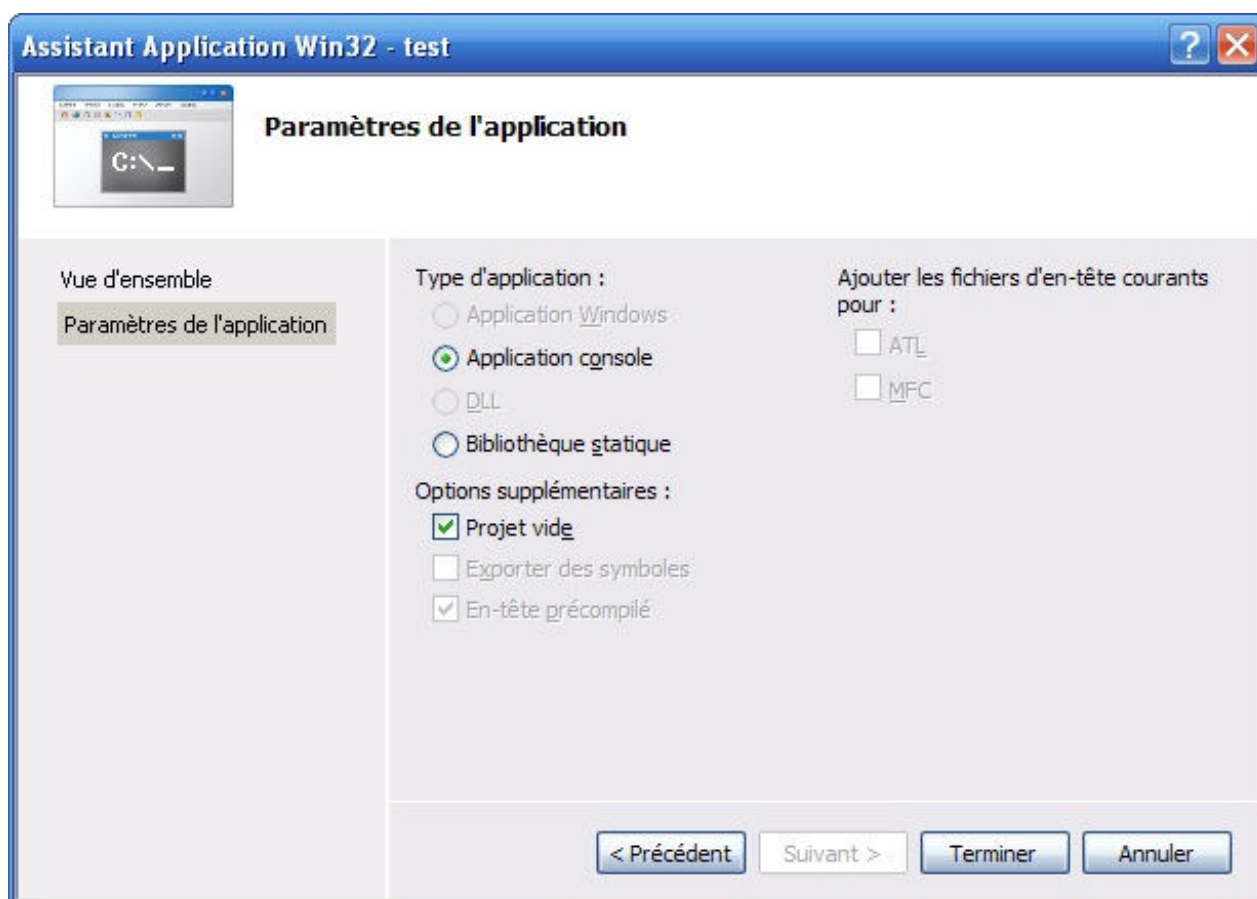 Assistant Application Win32 - test
C:\_
Paramètres de l'application
Vue d'ensemble
Paramètres de l'application
Type d'application :
Application Windows
Application console
DLL
Bibliothèque statique
Options supplémentaires :
Projet vide
Exporter des symboles
En-tête précompilé
Ajouter les fichiers d'en-tête courants
pour :
ATL
MFC
< Précédent
Suivant >
Terminer
Annuler